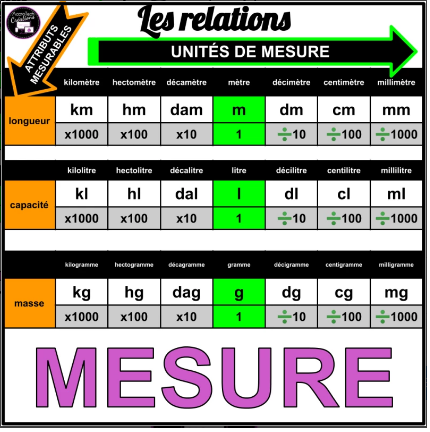 Les relations
ATTRIBUTS
MESURABLES
UNITÉS DE MESURE
kilomètre hectomètre décamètre mètre décimètre centimètre millimètre
longueur km hm dam m dm cm mm
x1000 x100 x10 1 ÷10 ÷100 ÷1000
kilolitre hectolitre décalitre litre décilitre centilitre millilitre
capacité kl hl dal l dl cl ml
x1000 x100 x10 1 ÷10 ÷100 ÷1000
kilogramme hectogramme décagramme gramme décigramme centigramme milligramme
masse kg hg dag g dg cg mg
x1000 x100 x10 1 ÷10 ÷100 ÷1000
MESURE